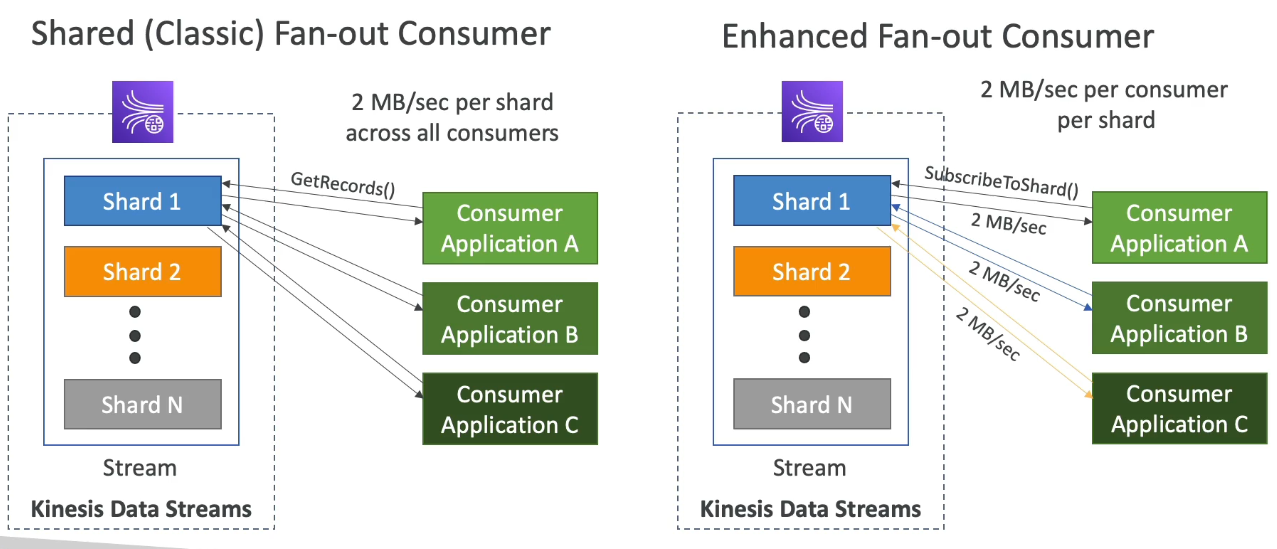 Shared (Classic) Fan-out Consumer
2 MB/sec per shard
across all consumers
GetRecords()
Shard 1
Shard 2
Shard N
Stream
Kinesis Data Streams
Consumer
Application A
Consumer
Application B
Consumer
Application C
Enhanced Fan-out Consumer
2 MB/sec per consumer
per shard
SubscribeToShard()
2 MB/sec
2 MB/sec
2 MB/sec
Shard 1
Shard 2
Shard N
Stream
Kinesis Data Streams
Consumer
Application A
Consumer
Application B
Consumer
Application C